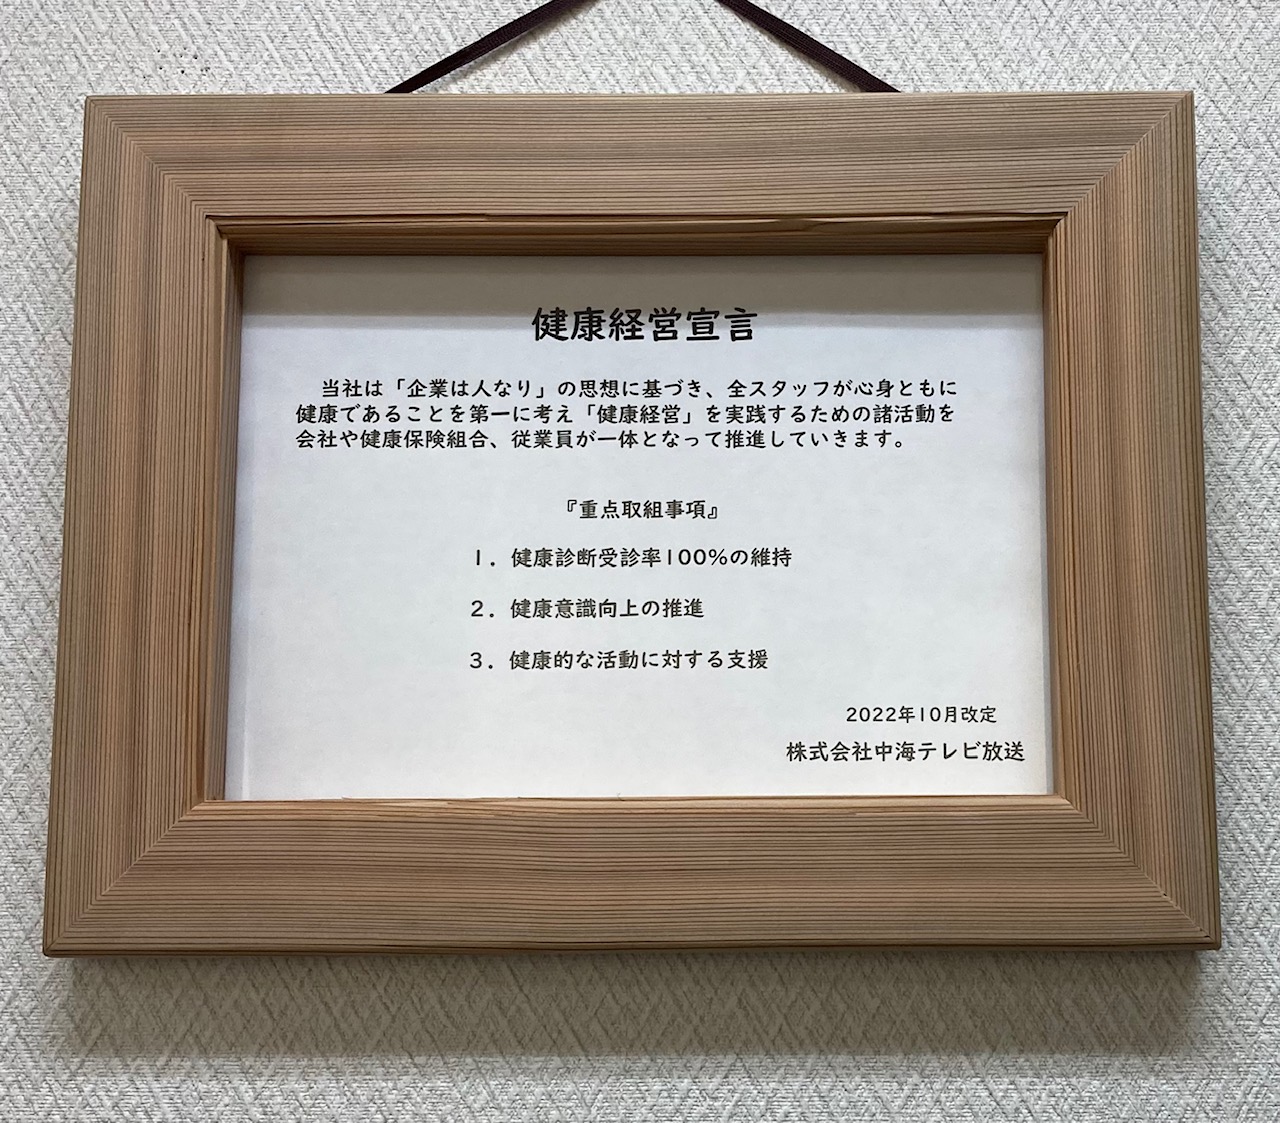 健康経営宣言
当社は「企業は人なり」の思想に基づき、全スタッフが心身ともに
健康であることを第一に考え「健康経営」を実践するための諸活動を
会社や健康保険組合、従業員が一体となって推進していきます。
『重点取組事項』
1．健康診断受診率100%の維持
2．健康意識向上の推進
3．健康的な活動に対する支援
2022年10月改定
株式会社中海テレビ放送